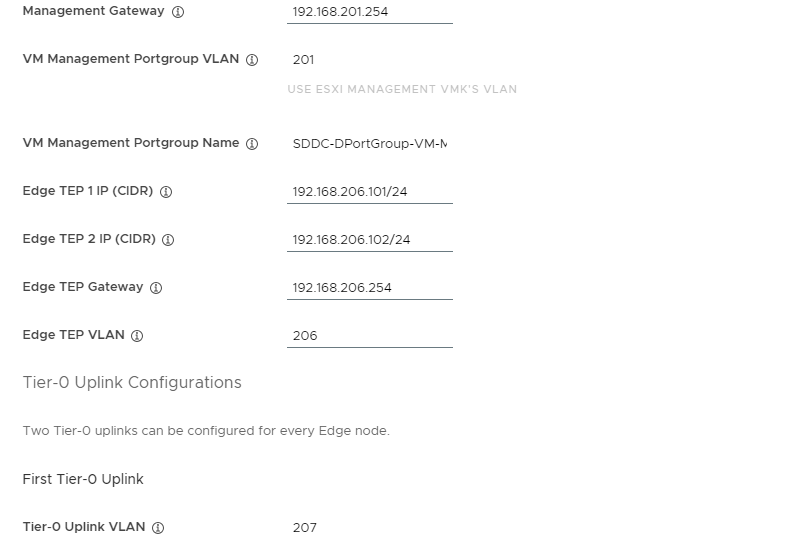 Management Gateway
192.168.201.254
VM Management Portgroup VLAN
201
USE ESXI MANAGEMENT VMK'S VLAN
VM Management Portgroup Name
SDDC-DPortGroup-VM-M
Edge TEP 1 IP (CIDR)
192.168.206.101/24
Edge TEP 2 IP (CIDR)
192.168.206.102/24
Edge TEP Gateway
192.168.206.254
Edge TEP VLAN
206
Tier-0 Uplink Configurations
Two Tier-0 uplinks can be configured for every Edge node.
First Tier-0 Uplink
Tier-0 Uplink VLAN
207